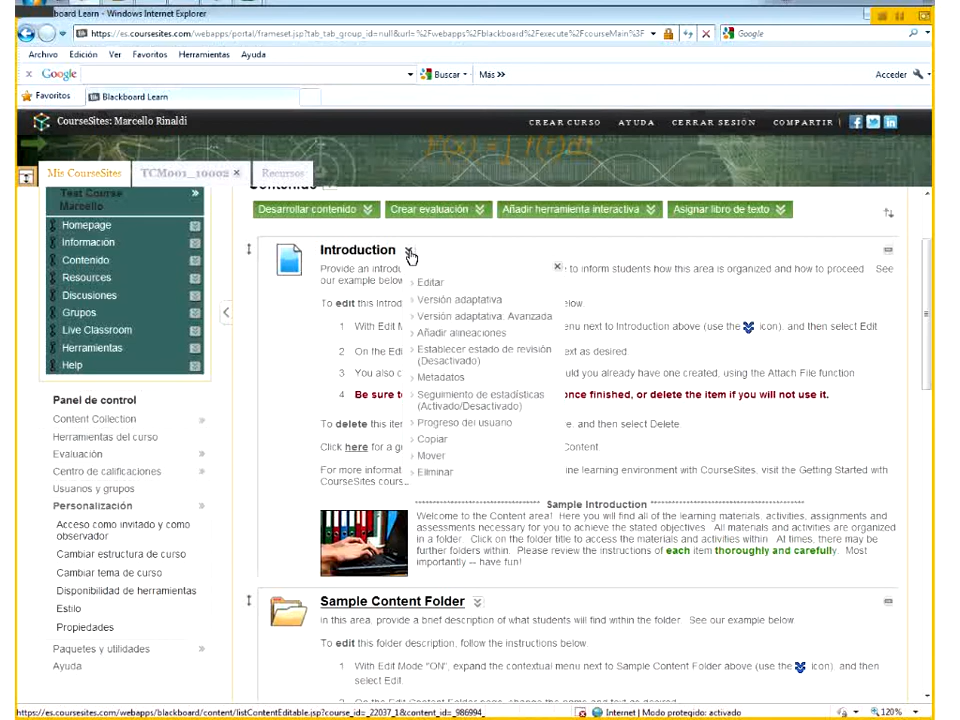 board Learn - Windows Internet Explorer
https://es.coursesites.com/webapps/portal/frameset.jsp?tab_tab_group_id=null&url=%2Fwebapps%2Fblackboard%2Fexecute%2FcourseMain%3F
Google
Archivo Edición Ver Favoritos Herramientas Ayuda
x Google Buscar Más >> Acceder
Favoritos Blackboard Learn
CourseSites: Marcello Rinaldi CREAR CURSO AYUDA CERRAR SESIÓN COMPARTIR
Mis CourseSites TCM001_10002 Recursos
Contenido
Test Course
Marcello
Homepage
Información
Contenido
Resources
Discusiones
Grupos
Live Classroom
Herramientas
Help
Panel de control
Content Collection
Herramientas del curso
Evaluación
Centro de calificaciones
Usuarios y grupos
Personalización
Acceso como invitado y como
observador
Cambiar estructura de curso
Cambiar tema de curso
Disponibilidad de herramientas
Estilo
Propiedades
Paquetes y utilidades
Ayuda
Desarrollar contenido Crear evaluación Añadir herramienta interactiva Asignar libro de texto
Introduction
Provide an introdu to inform students how this area is organized and how to proceed See
our example below
To edit this Introd elow.
1 With Edit M enu next to Introduction above (use the icon). and then select Edit
2 On the Edi ext as desired
3 You also c uld you already have one created, using the Attach File function
4 Be sure t once finished, or delete the item if you will not use it.
To delete this iter e. and then select Delete.
Click here for a g Content
For more informat ine learning environment with CourseSites, visit the Getting Started with
CourseSites cours
Editar
Versión adaptativa
Versión adaptativa: Avanzada
Añadir alineaciones
Establecer estado de revisión
(Desactivado)
Metadatos
Seguimiento de estadísticas
(Activado/Desactivado)
Progreso del usuario
Copiar
Mover
Eliminar
Sample Introduction
Welcome to the Content area! Here you will find all of the learning materials, activities, assignments and
assessments necessary for you to achieve the stated objectives All materials and activities are organized
in a folder. Click on the folder title to access the materials and activities within At times, there may be
further folders within. Please review the instructions of each item thoroughly and carefully. Most
importantly -- have fun!
Sample Content Folder
In this area, provide a brief description of what students will find within the folder. See our example below
To edit this folder description, follow the instructions below
1 With Edit Mode "ON", expand the contextual menu next to Sample Content Folder above (use the icon). and then
select Edit
https://es.coursesites.com/webapps/blackboard/content/listContentEditable.jsp?course_id=_22037_1&content_id=_986994_
Internet | Modo protegido: activado 120%